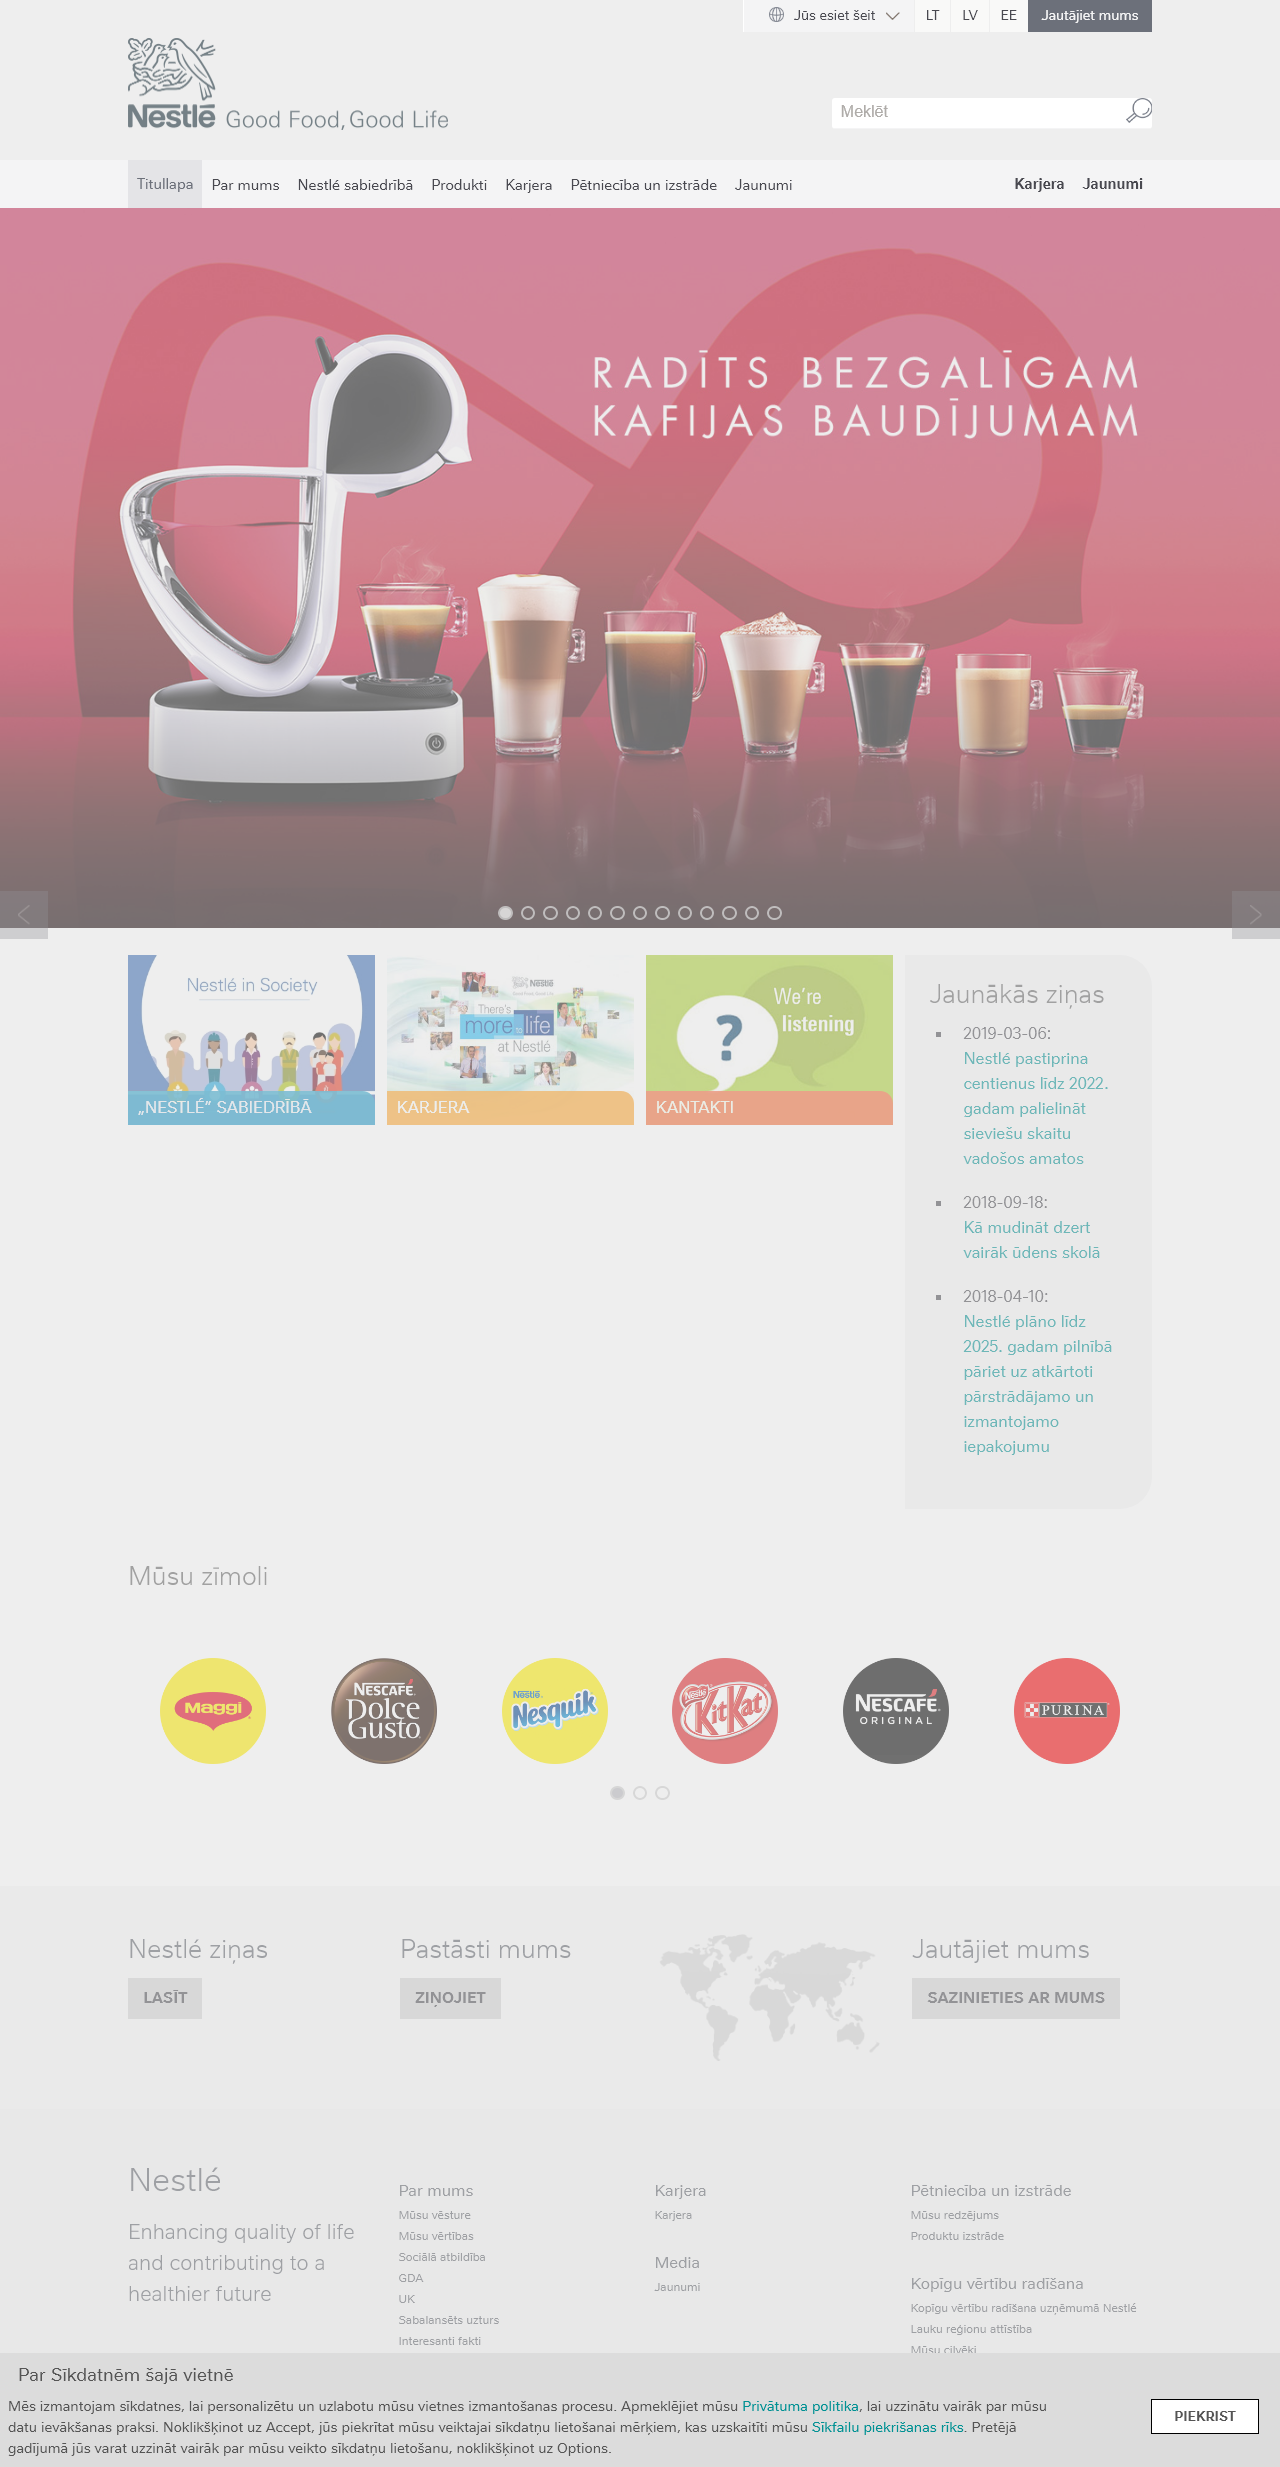 Jūs esiet šeit
LT
LV
EE
Jautājiet mums
Nestlé Good Food, Good Life
Meklēt
Titullapa
Par mums
Nestlé sabiedrībā
Produkti
Karjera
Pētniecība un izstrāde
Jaunumi
Karjera
Jaunumi
RADĪTS BEZGALĪGAM
KAFIJAS BAUDĪJUMAM
Nestlé in Society
„NESTLÉ” SABIEDRĪBĀ
Nestlé
There's
more to life
at Nestlé
KARJERA
We're
listening
?
KANTAKTI
Jaunākās ziņas
2019-03-06:
Nestlé pastiprina
centienus līdz 2022.
gadam palielināt
sieviešu skaitu
vadošos amatos
2018-09-18:
Kā mudināt dzert
vairāk ūdens skolā
2018-04-10:
Nestlé plāno līdz
2025. gadam pilnībā
pāriet uz atkārtoti
pārstrādājamo un
izmantojamo
iepakojumu
Mūsu zīmoli
Maggi
NESCAFÉ
Dolce
Gusto
Nestlé
Nesquik
Nestlé
KitKat
NESCAFÉ
ORIGINAL
PURINA
Nestlé ziņas
LASĪT
Pastāsti mums
ZIŅOJIET
Jautājiet mums
SAZINIETIES AR MUMS
Nestlé
Enhancing quality of life
and contributing to a
healthier future
Par mums
Mūsu vēsture
Mūsu vērtības
Sociālā atbildība
GDA
UK
Sabalansēts uzturs
Interesanti fakti
Karjera
Karjera
Media
Jaunumi
Pētniecība un izstrāde
Mūsu redzējums
Produktu izstrāde
Kopīgu vērtību radīšana
Kopīgu vērtību radīšana uzņēmumā Nestlé
Lauku reģionu attīstība
Mūsu cilvēki
Par Sīkdatnēm šajā vietnē
Mēs izmantojam sīkdatnes, lai personalizētu un uzlabotu mūsu vietnes izmantošanas procesu. Apmeklējiet mūsu Privātuma politika, lai uzzinātu vairāk par mūsu
datu ievākšanas praksi. Noklikšķinot uz Accept, jūs piekrītat mūsu veiktajai sīkdatņu lietošanai mērķiem, kas uzskaitīti mūsu Sīkfailu piekrišanas rīks. Pretējā
gadījumā jūs varat uzzināt vairāk par mūsu veikto sīkdatņu lietošanu, noklikšķinot uz Options.
PIEKRIST